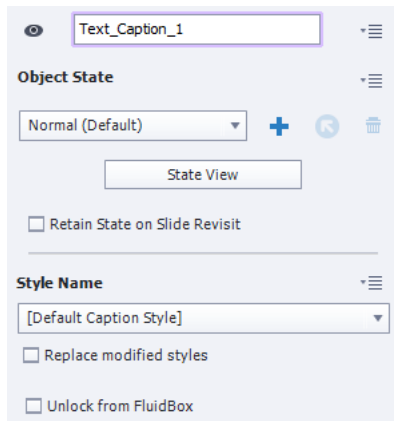 Text_Caption_1
Object State
Normal (Default)
State View
Retain State on Slide Revisit
Style Name
[Default Caption Style]
Replace modified styles
Unlock from FluidBox